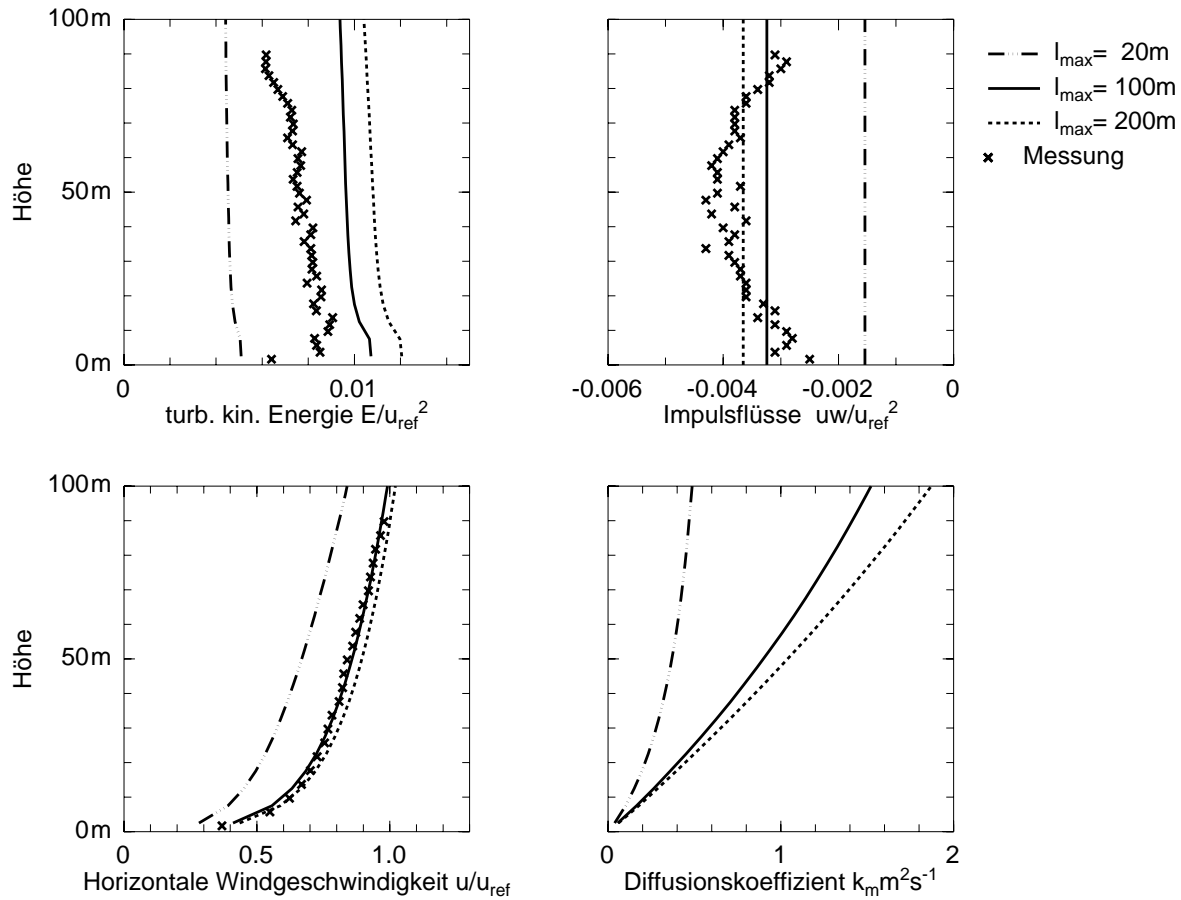 100m
50m
0m
Höhe
0 0.01
turb. kin. Energie E/u_ref^2
-0.006 -0.004 -0.002 0
Impulsflüsse uw/u_ref^2
l_max= 20m
l_max= 100m
l_max= 200m
Messung
100m
50m
0m
Höhe
0 0.5 1.0
Horizontale Windgeschwindigkeit u/u_ref
0 1 2
Diffusionskoeffizient k_m m^2 s^-1